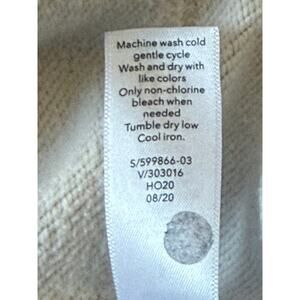 Machine wash cold
gentle cycle
Wash and dry with
like colors
Only non-chlorine
bleach when
needed
Tumble dry low
Cool iron.
S/599866-03
V/303016
HO20
08/20